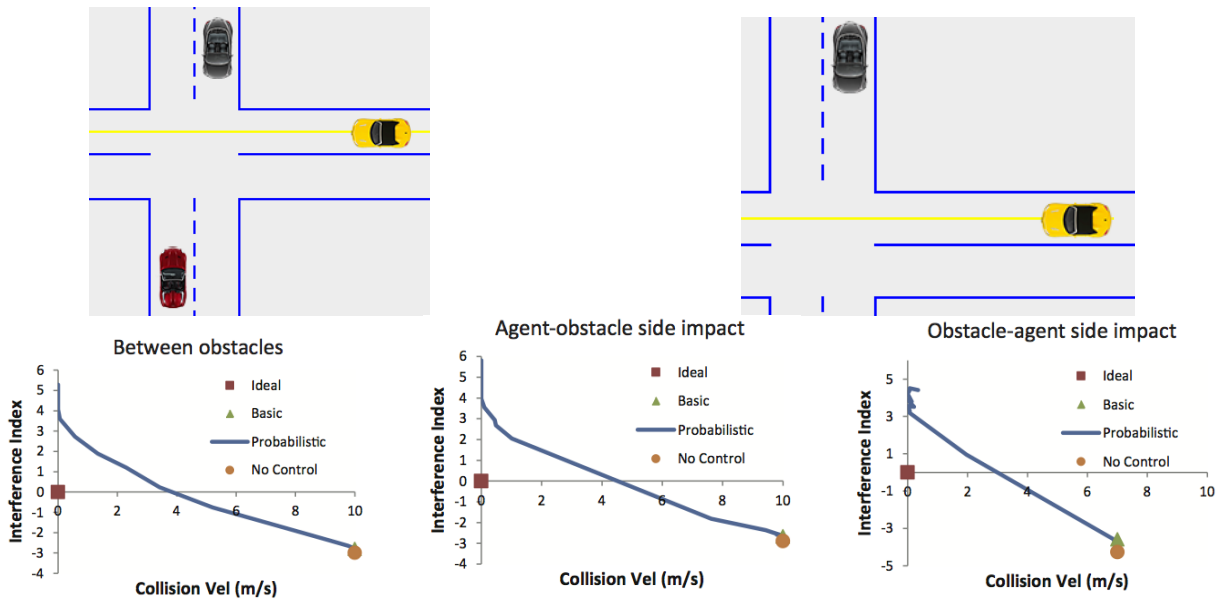 Between obstacles
Interference Index
6
5
4
3
2
1
0
-1
-2
-3
-4
0
2
4
6
8
10
Ideal
Basic
Probabilistic
No Control
Collision Vel (m/s)
Agent-obstacle side impact
Interference Index
6
5
4
3
2
1
0
-1
-2
-3
-4
0
2
4
6
8
10
Ideal
Basic
Probabilistic
No Control
Collision Vel (m/s)
Obstacle-agent side impact
Interference Index
5
3
1
-1
-3
-5
0
2
4
6
8
10
Ideal
Basic
Probabilistic
No Control
Collision Vel (m/s)